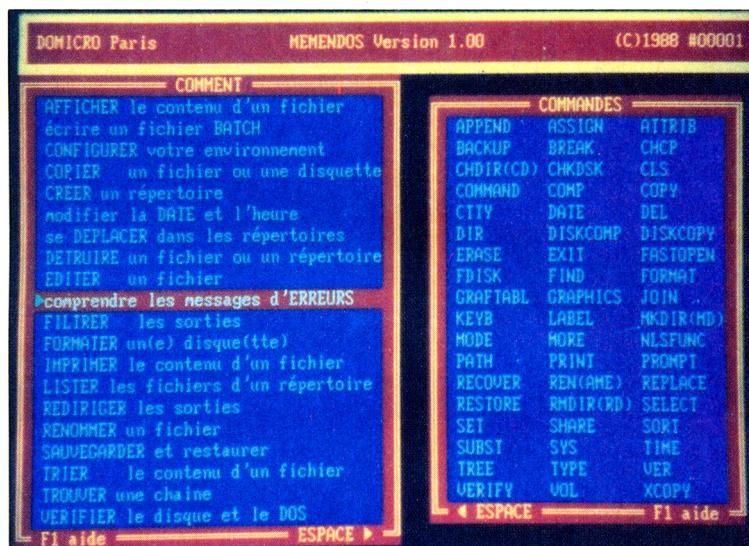 DOMICRO Paris MEMENDOS Version 1.00 (C)1988 #00001
COMMENT
AFFICHER le contenu d'un fichier
écrire un fichier BATCH
CONFIGURER votre environnement
COPIER un fichier ou une disquette
CREER un répertoire
modifier la DATE et l'heure
se DEPLACER dans les répertoires
DETRUIRE un fichier ou un répertoire
EDITER un fichier
▶comprendre les messages d'ERREURS
FILTRER les sorties
FORMATER un(e) disque(tte)
IMPRIMER le contenu d'un fichier
LISTER les fichiers d'un répertoire
REDIRIGER les sorties
RENOMMER un fichier
SAUVEGARDER et restaurer
TRIER le contenu d'un fichier
TROUVER une chaine
VERIFIER le disque et le DOS
F1 aide ESPACE ▶
COMMANDES
APPEND ASSIGN ATTRIB
BACKUP BREAK CHCP
CHDIR(CD) CHKDSK CLS
COMMAND COMP COPY
CTTY DATE DEL
DIR DISKCOMP DISKCOPY
ERASE EXIT FASTOPEN
FDISK FIND FORMAT
GRAFTABL GRAPHICS JOIN
KEYB LABEL MKDIR(MD)
MODE MORE NLSFUNC
PATH PRINT PROMPT
RECOVER REN(AME) REPLACE
RESTORE RMDIR(RD) SELECT
SET SHARE SORT
SUBST SYS TIME
TREE TYPE VER
VERIFY VOL XCOPY
◀ ESPACE F1 aide